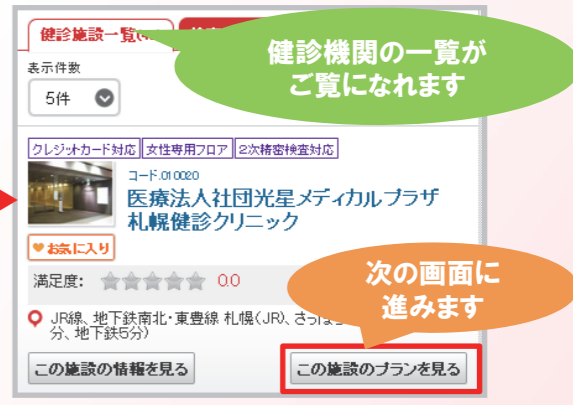 健診施設一覧
健診機関の一覧が
ご覧になれます
表示件数
5件
クレジットカード対応 女性専用フロア 2次精密検査対応
コード.010020
医療法人社団光星メディカルプラザ
札幌健診クリニック
お気に入り
満足度: 0.0
次の画面に
進みます
JR線、地下鉄南北・東豊線 札幌(JR)、さっぽ
分、地下鉄5分)
この施設の情報を見る
この施設のプランを見る